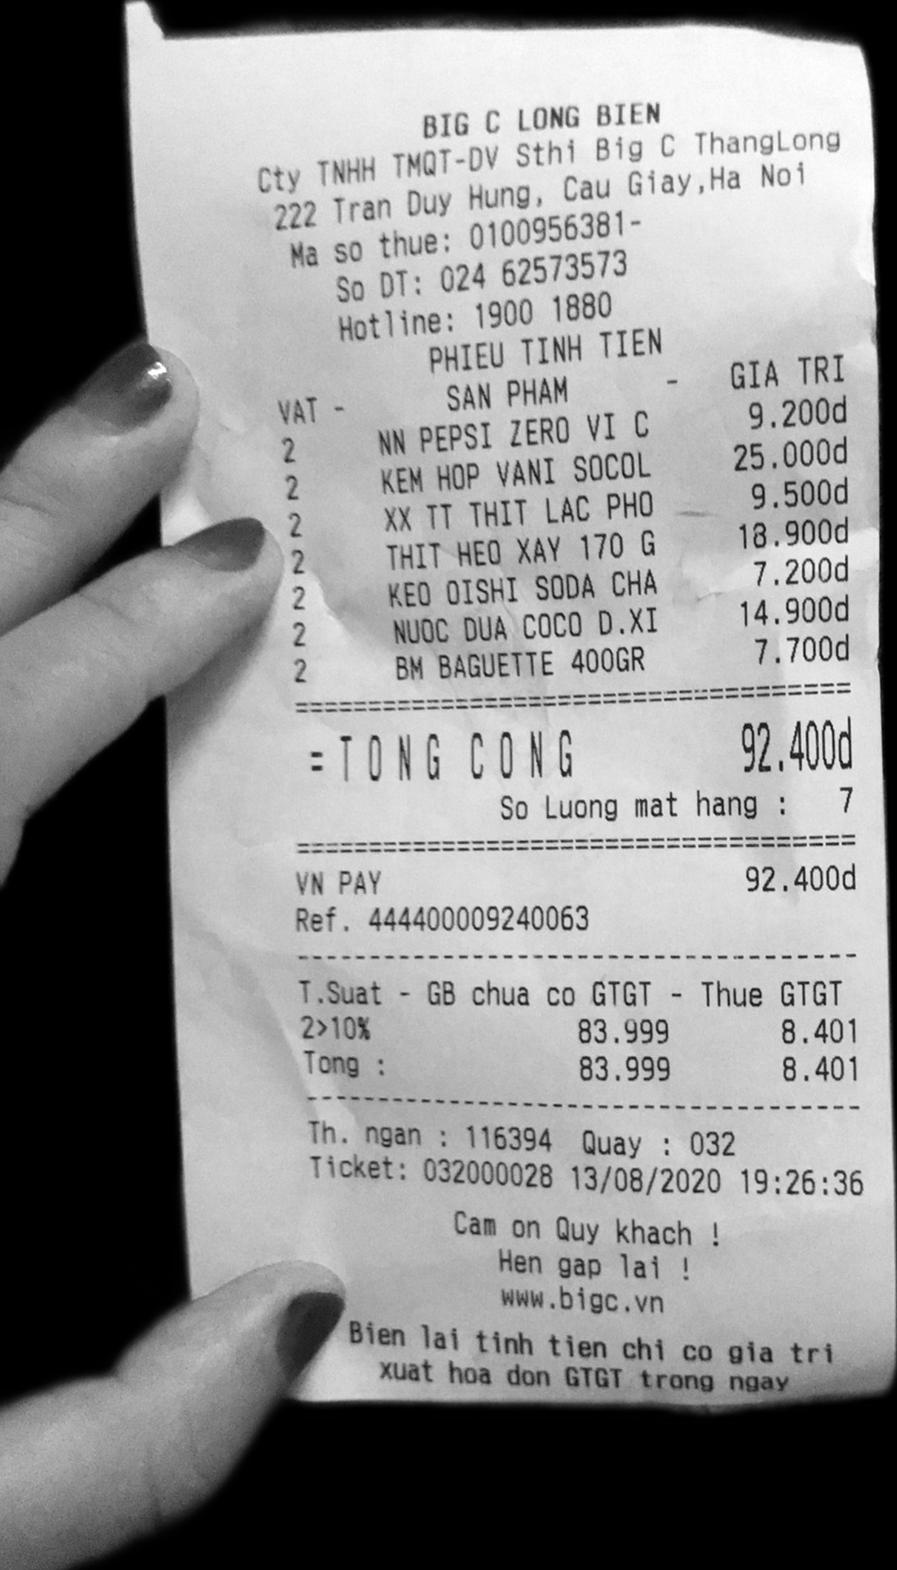 BIG C LONG BIEN
Cty TNHH TMQT-DV Sthi Big C ThangLong
222 Tran Duy Hung, Cau Giay,Ha Noi
Ma so thue: 0100956381-
So DT: 024 62573573
Hotline: 1900 1880
PHIEU TINH TIEN
VAT - SAN PHAM - GIA TRI
2 NN PEPSI ZERO VI C 9.200d
2 KEM HOP VANI SOCOL 25.000d
2 XX TT THIT LAC PHO 9.500d
2 THIT HEO XAY 170 G 18.900d
2 KEO OISHI SODA CHA 7.200d
2 NUOC DUA COCO D.XI 14.900d
2 BM BAGUETTE 400GR 7.700d
=====================================
=TONG CONG 92.400d
So Luong mat hang : 7
=====================================
VN PAY 92.400d
Ref. 444400009240063
-------------------------------------
T.Suat - GB chua co GTGT - Thue GTGT
2>10% 83.999 8.401
Tong : 83.999 8.401
-------------------------------------
Th. ngan : 116394 Quay : 032
Ticket: 032000028 13/08/2020 19:26:36
Cam on Quy khach !
Hen gap lai !
www.bigc.vn
Bien lai tinh tien chi co gia tri
xuat hoa don GTGT trong ngay